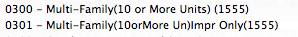 0300 - Multi-Family(10 or More Units) (1555)
0301 - Multi-Family(10orMore Un)Impr Only(1555)